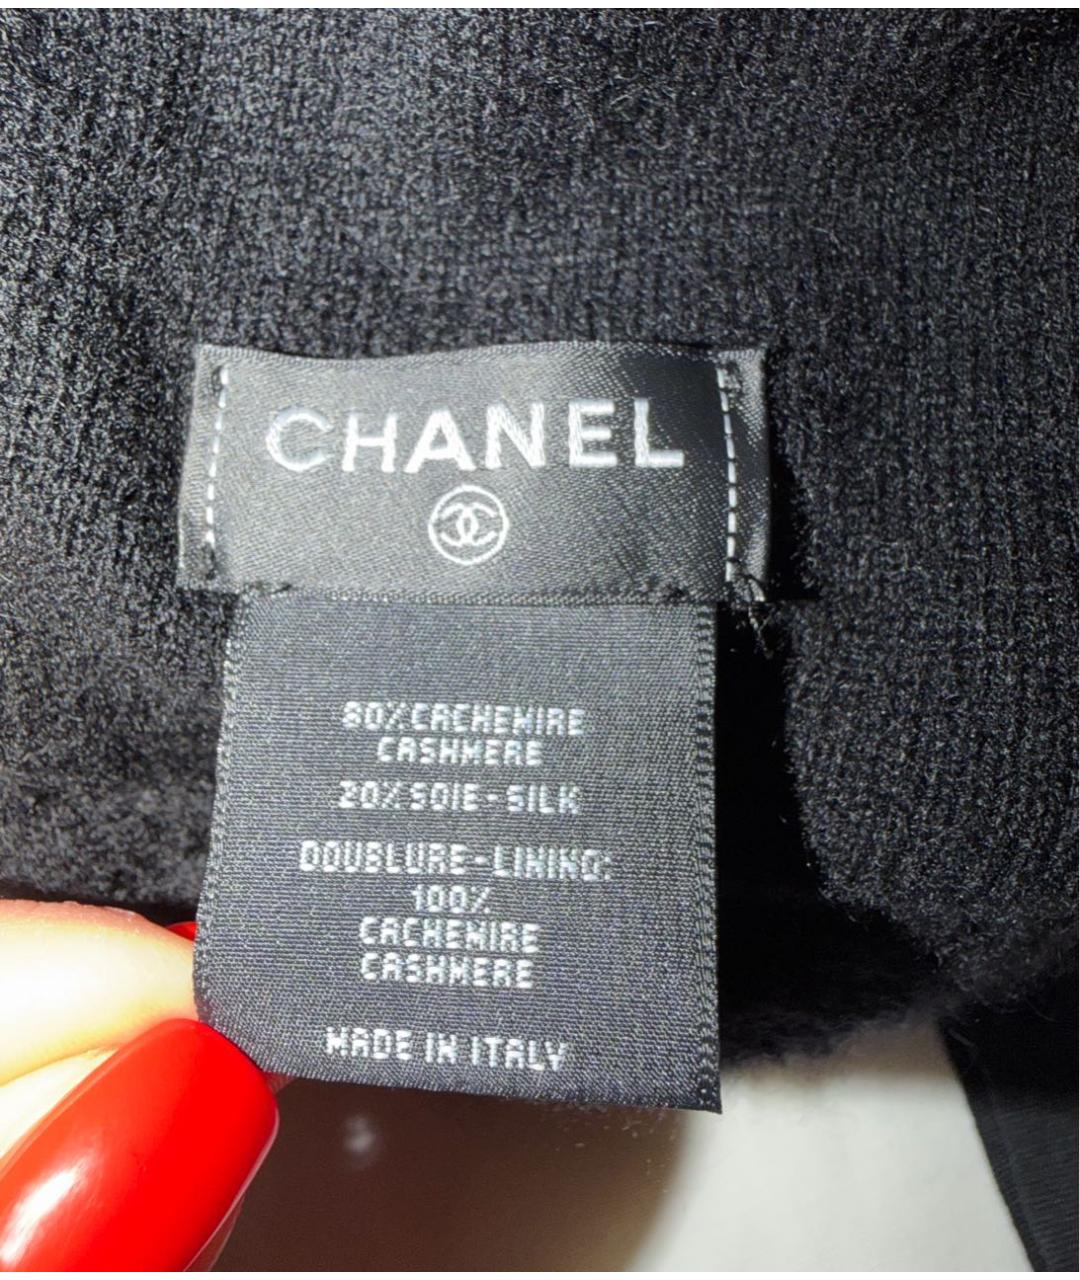 CHANEL
80% CACHEMIRE
CASHMERE
20% SOIE-SILK
DOUBLURE-LINING:
100%
CACHEMIRE
CASHMERE
MADE IN ITALY